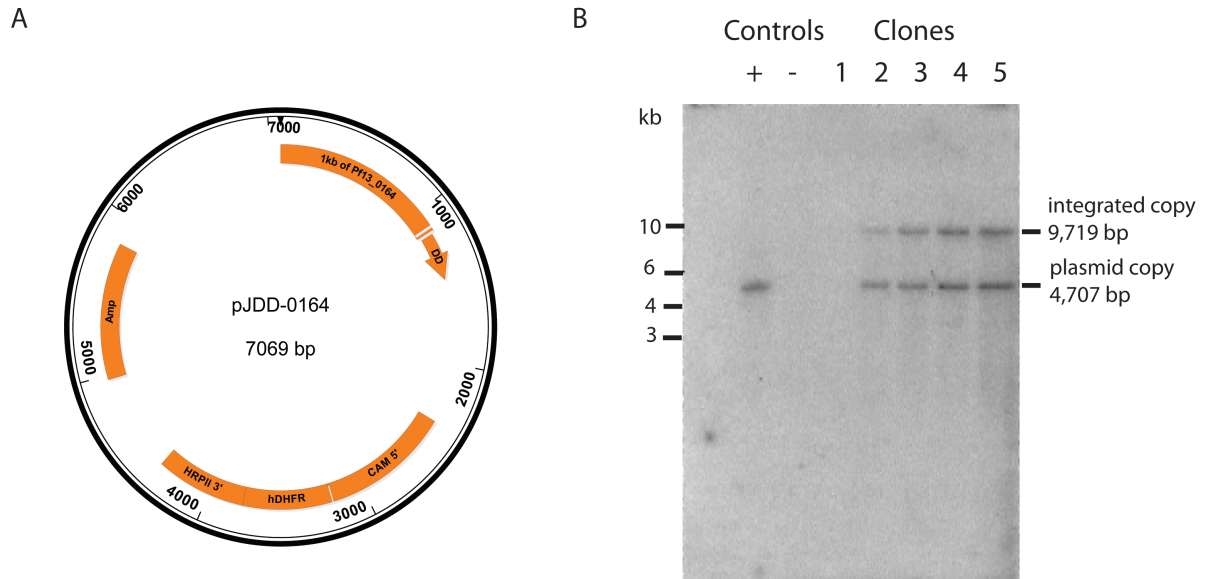 A
7000
1kb of Pf13_0164
1000
DD
6000
Amp
pJDD-0164
7069 bp
5000
2000
CAM 5'
HRPII 3'
hDHFR
4000
3000
B
Controls Clones
+ - 1 2 3 4 5
kb
10
6
4
3
integrated copy
9,719 bp
plasmid copy
4,707 bp